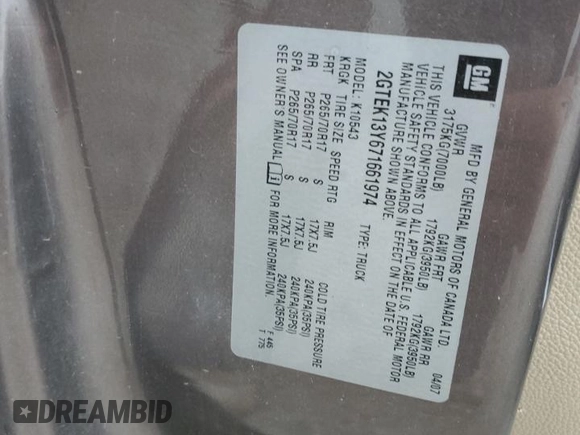 GM
MFD BY GENERAL MOTORS OF CANADA LTD.
04/07
GVWR GAWR FRT GAWR RR
3175KG(7000LB) 1792KG(3950LB) 1792KG(3950LB)
THIS VEHICLE CONFORMS TO ALL APPLICABLE U.S. FEDERAL MOTOR
VEHICLE SAFETY STANDARDS IN EFFECT ON THE DATE OF
MANUFACTURE SHOWN ABOVE.
2GTEK13Y671661974 TYPE: TRUCK
MODEL: K10543
KRGK TIRE SIZE SPEED RTG RIM COLD TIRE PRESSURE
FRT P265/70R17 S 17X7.5J 240KPA(35PSI)
RR P265/70R17 S 17X7.5J 240KPA(35PSI)
SPA P265/70R17 S 17X7.5J 240KPA(35PSI)
SEE OWNER'S MANUAL i FOR MORE INFORMATION.
F 445
T 775
DREAMBID